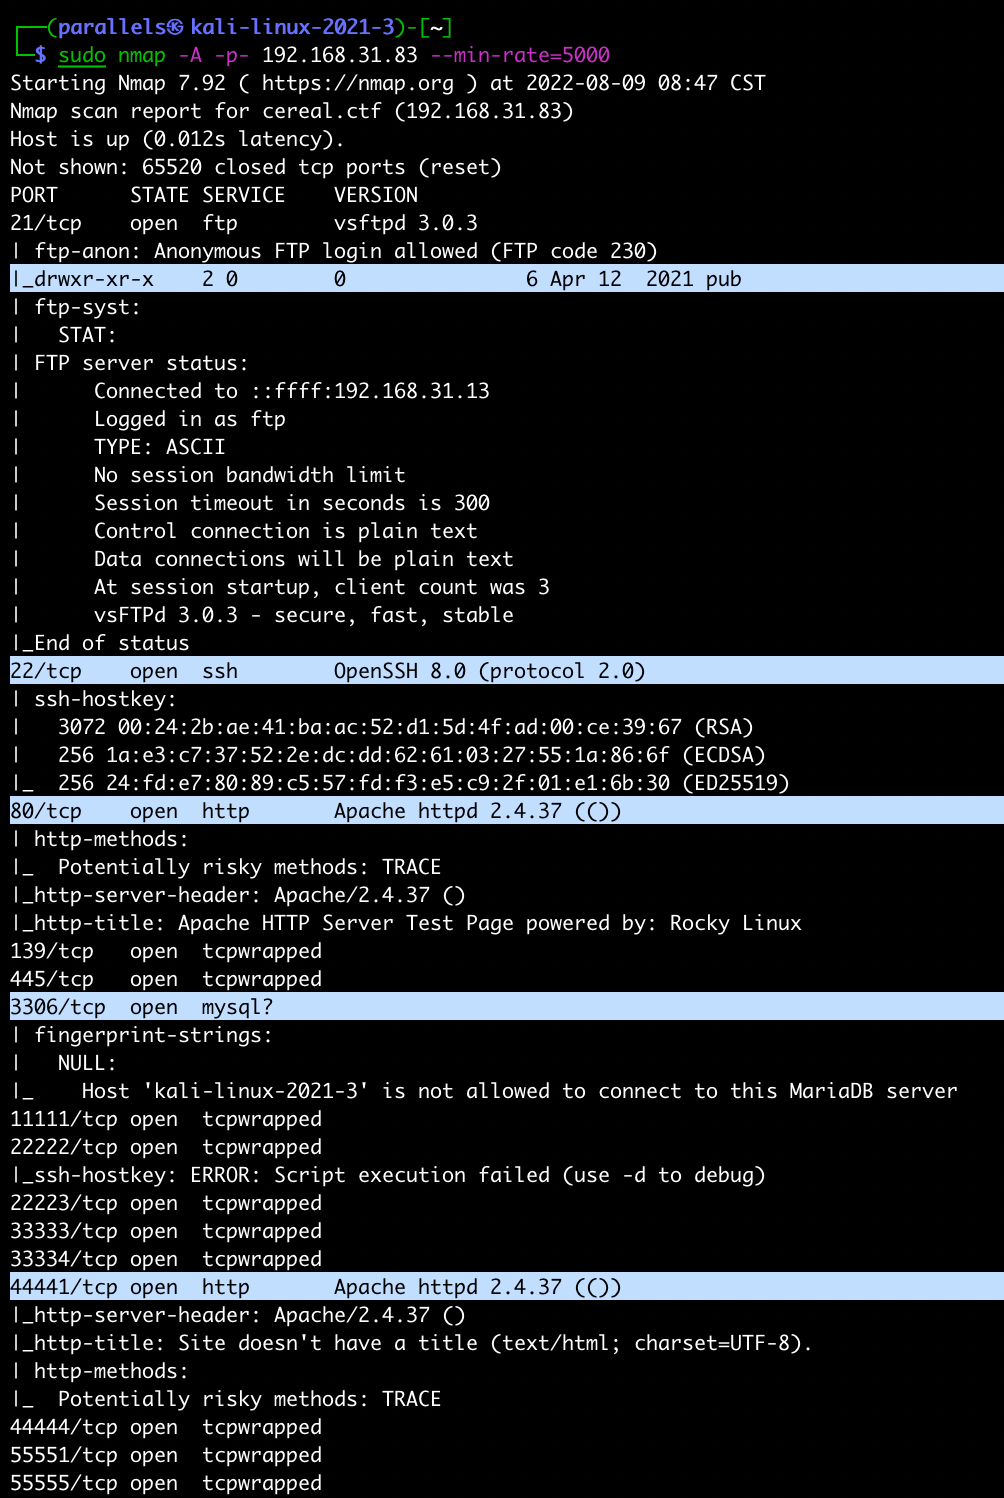 ┌──(parallels㉿kali-linux-2021-3)-[~]
└─$ sudo nmap -A -p- 192.168.31.83 --min-rate=5000
Starting Nmap 7.92 ( https://nmap.org ) at 2022-08-09 08:47 CST
Nmap scan report for cereal.ctf (192.168.31.83)
Host is up (0.012s latency).
Not shown: 65520 closed tcp ports (reset)
PORT      STATE SERVICE    VERSION
21/tcp    open  ftp        vsftpd 3.0.3
| ftp-anon: Anonymous FTP login allowed (FTP code 230)
|_drwxr-xr-x    2 0        0               6 Apr 12  2021 pub
| ftp-syst:
|   STAT:
| FTP server status:
|      Connected to ::ffff:192.168.31.13
|      Logged in as ftp
|      TYPE: ASCII
|      No session bandwidth limit
|      Session timeout in seconds is 300
|      Control connection is plain text
|      Data connections will be plain text
|      At session startup, client count was 3
|      vsFTPd 3.0.3 - secure, fast, stable
|_End of status
22/tcp    open  ssh        OpenSSH 8.0 (protocol 2.0)
| ssh-hostkey:
|   3072 00:24:2b:ae:41:ba:ac:52:d1:5d:4f:ad:00:ce:39:67 (RSA)
|   256 1a:e3:c7:37:52:2e:dc:dd:62:61:03:27:55:1a:86:6f (ECDSA)
|_  256 24:fd:e7:80:89:c5:57:fd:f3:e5:c9:2f:01:e1:6b:30 (ED25519)
80/tcp    open  http       Apache httpd 2.4.37 (())
| http-methods:
|_  Potentially risky methods: TRACE
|_http-server-header: Apache/2.4.37 ()
|_http-title: Apache HTTP Server Test Page powered by: Rocky Linux
139/tcp   open  tcpwrapped
445/tcp   open  tcpwrapped
3306/tcp  open  mysql?
| fingerprint-strings:
|   NULL:
|_    Host 'kali-linux-2021-3' is not allowed to connect to this MariaDB server
11111/tcp open  tcpwrapped
22222/tcp open  tcpwrapped
|_ssh-hostkey: ERROR: Script execution failed (use -d to debug)
22223/tcp open  tcpwrapped
33333/tcp open  tcpwrapped
33334/tcp open  tcpwrapped
44441/tcp open  http       Apache httpd 2.4.37 (())
|_http-server-header: Apache/2.4.37 ()
|_http-title: Site doesn't have a title (text/html; charset=UTF-8).
| http-methods:
|_  Potentially risky methods: TRACE
44444/tcp open  tcpwrapped
55551/tcp open  tcpwrapped
55555/tcp open  tcpwrapped